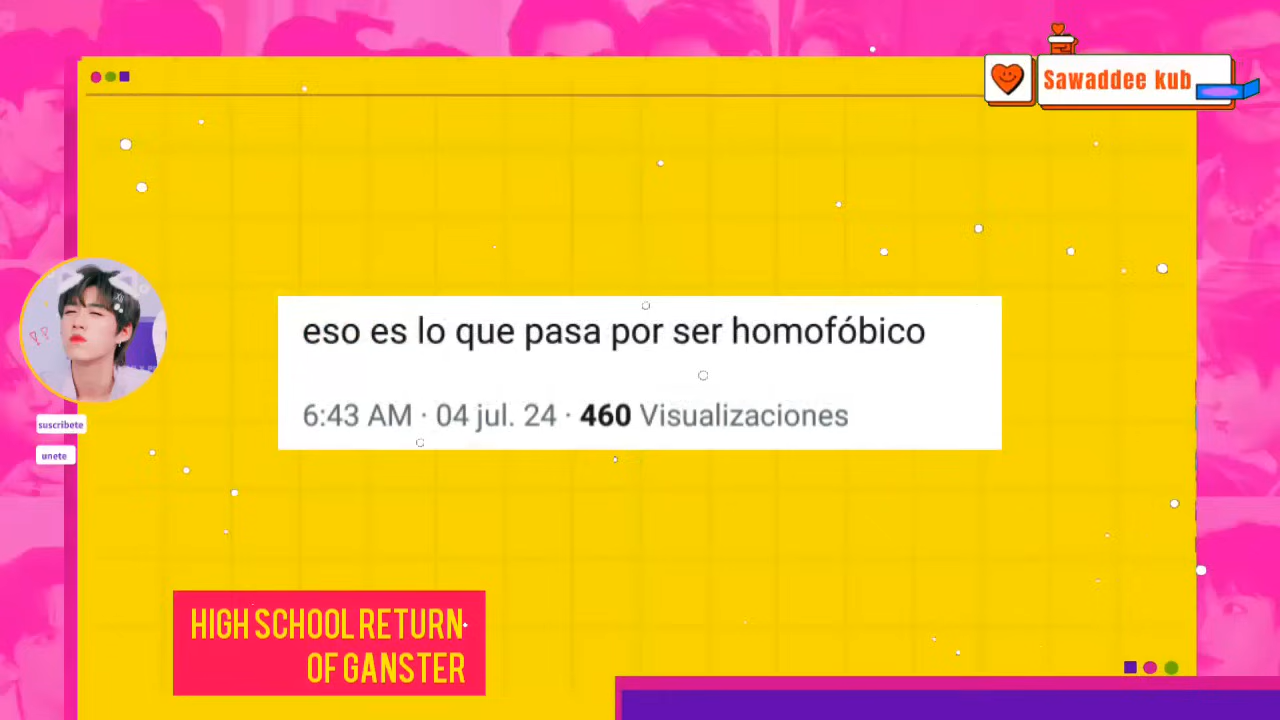 Sawaddee kub
eso es lo que pasa por ser homofóbico
6:43 AM · 04 jul. 24 · 460 Visualizaciones
suscribete
unete
HIGH SCHOOL RETURN
OF GANSTER